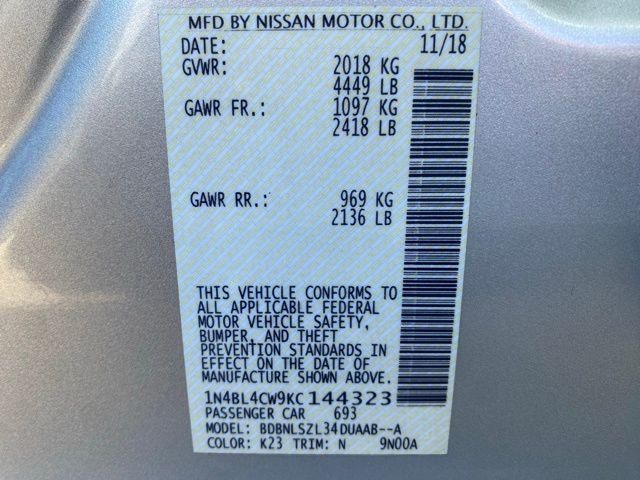 MFD BY NISSAN MOTOR CO., LTD.
DATE: 11/18
GVWR: 2018 KG
4449 LB
GAWR FR.: 1097 KG
2418 LB
GAWR RR.: 969 KG
2136 LB
THIS VEHICLE CONFORMS TO
ALL APPLICABLE FEDERAL
MOTOR VEHICLE SAFETY,
BUMPER, AND THEFT
PREVENTION STANDARDS IN
EFFECT ON THE DATE OF
MANUFACTURE SHOWN ABOVE.
1N4BL4CW9KC144323
PASSENGER CAR 693
MODEL: BDBNLSZL34DUAAB--A
COLOR: K23 TRIM: N 9N00A